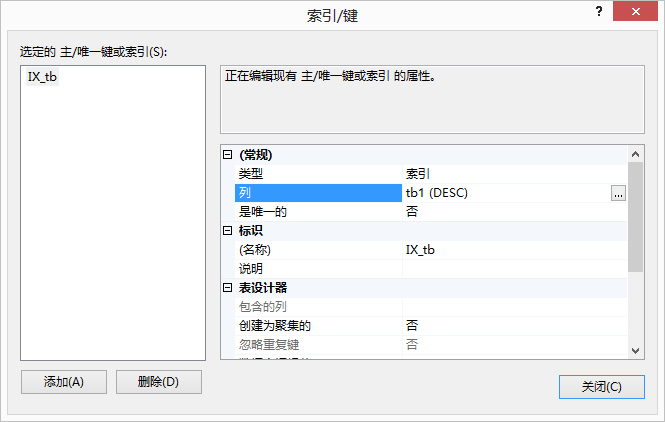 索引/键
?
选定的 主/唯一键或索引(S):
IX_tb
正在编辑现有 主/唯一键或索引 的属性。
(常规)
类型 索引
列 tb1 (DESC) ...
是唯一的 否
标识
(名称) IX_tb
说明
表设计器
包含的列
创建为聚集的 否
忽略重复键 否
添加(A) 删除(D)
关闭(C)